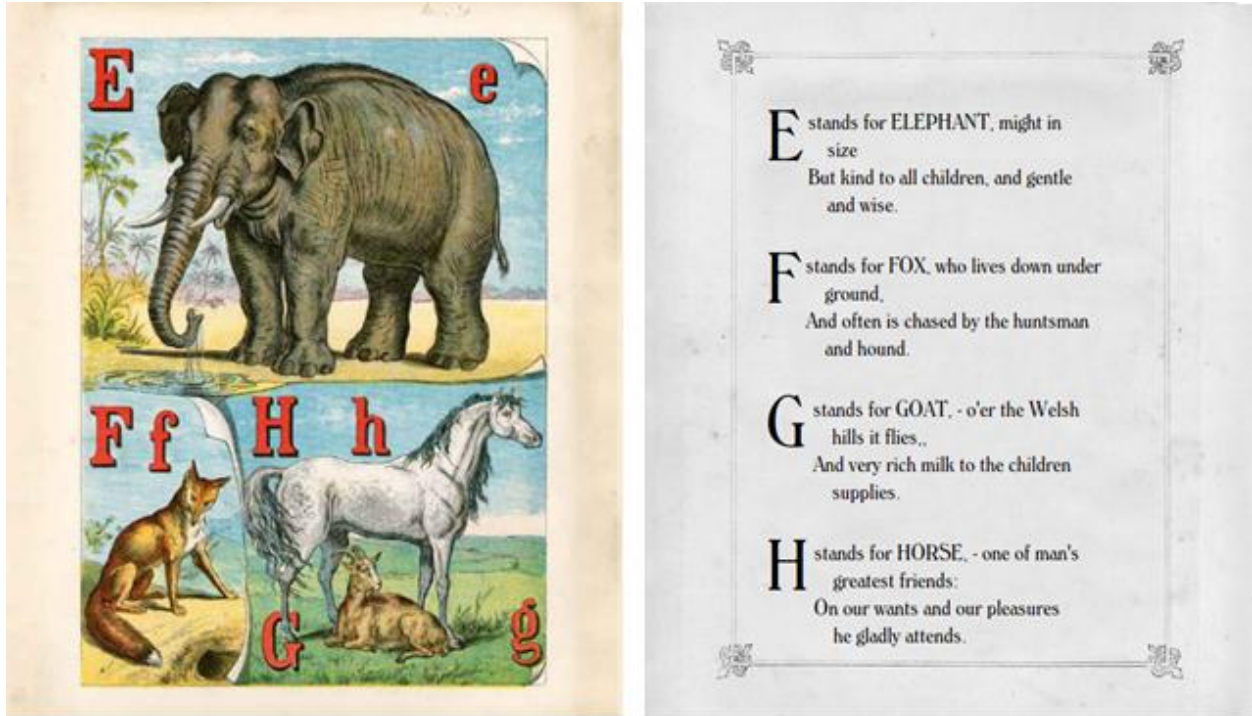 E e
F f
H h
G g
E stands for ELEPHANT, might in
size
But kind to all children, and gentle
and wise.
F stands for FOX, who lives down under
ground,
And often is chased by the huntsman
and hound.
G stands for GOAT, - o'er the Welsh
hills it flies,.
And very rich milk to the children
supplies.
H stands for HORSE, - one of man's
greatest friends:
On our wants and our pleasures
he gladly attends.